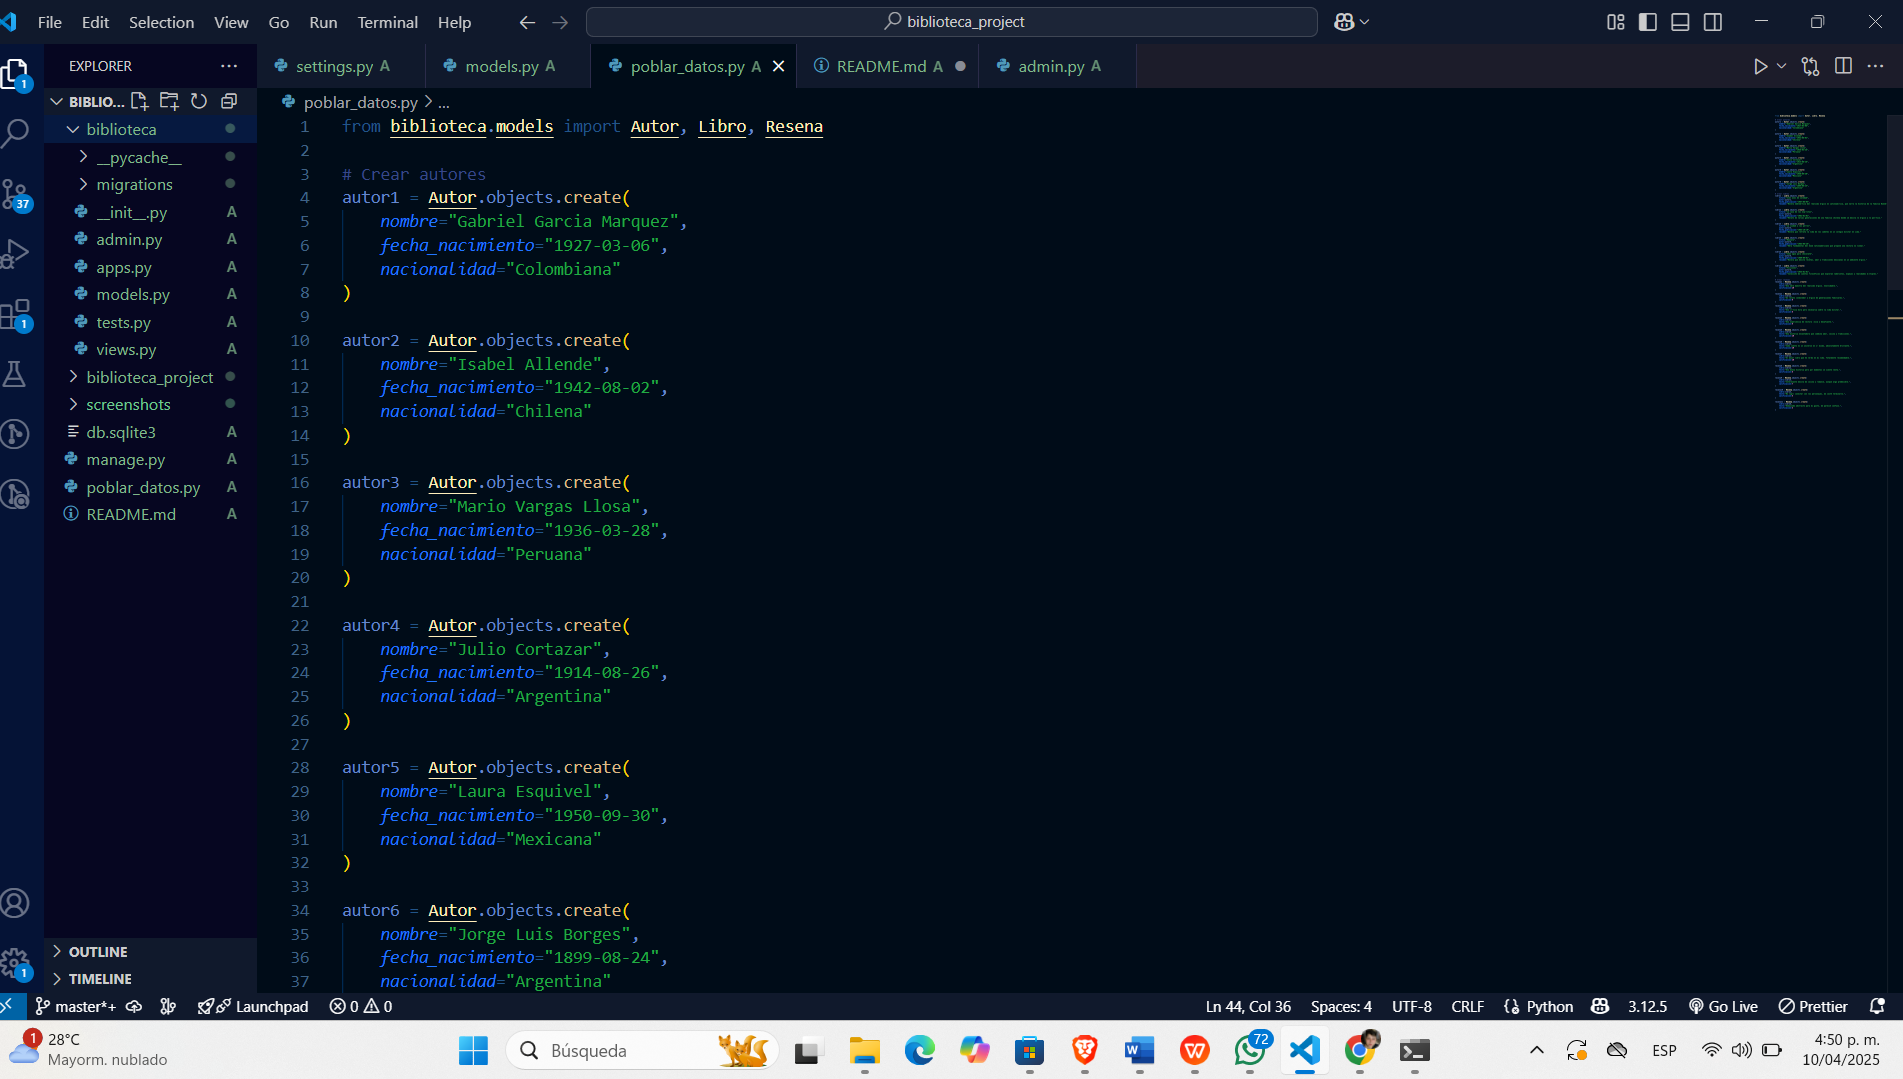 File Edit Selection View Go Run Terminal Help
biblioteca_project
EXPLORER
settings.py A
models.py A
poblar_datos.py A
README.md A
admin.py A
BIBLIO...
biblioteca
__pycache__
migrations
__init__.py A
admin.py A
apps.py A
models.py A
tests.py A
views.py A
biblioteca_project
screenshots
db.sqlite3 A
manage.py A
poblar_datos.py A
README.md A
OUTLINE
TIMELINE
1
37
1
1
poblar_datos.py > ...
1 from biblioteca.models import Autor, Libro, Resena
2
3 # Crear autores
4 autor1 = Autor.objects.create(
5 nombre="Gabriel Garcia Marquez",
6 fecha_nacimiento="1927-03-06",
7 nacionalidad="Colombiana"
8 )
9
10 autor2 = Autor.objects.create(
11 nombre="Isabel Allende",
12 fecha_nacimiento="1942-08-02",
13 nacionalidad="Chilena"
14 )
15
16 autor3 = Autor.objects.create(
17 nombre="Mario Vargas Llosa",
18 fecha_nacimiento="1936-03-28",
19 nacionalidad="Peruana"
20 )
21
22 autor4 = Autor.objects.create(
23 nombre="Julio Cortazar",
24 fecha_nacimiento="1914-08-26",
25 nacionalidad="Argentina"
26 )
27
28 autor5 = Autor.objects.create(
29 nombre="Laura Esquivel",
30 fecha_nacimiento="1950-09-30",
31 nacionalidad="Mexicana"
32 )
33
34 autor6 = Autor.objects.create(
35 nombre="Jorge Luis Borges",
36 fecha_nacimiento="1899-08-24",
37 nacionalidad="Argentina"
master*+ Launchpad 0 0 Ln 44, Col 36 Spaces: 4 UTF-8 CRLF Python 3.12.5 Go Live Prettier
1
28°C
Mayorm. nublado
Búsqueda
72
ESP
4:50 p. m.
10/04/2025